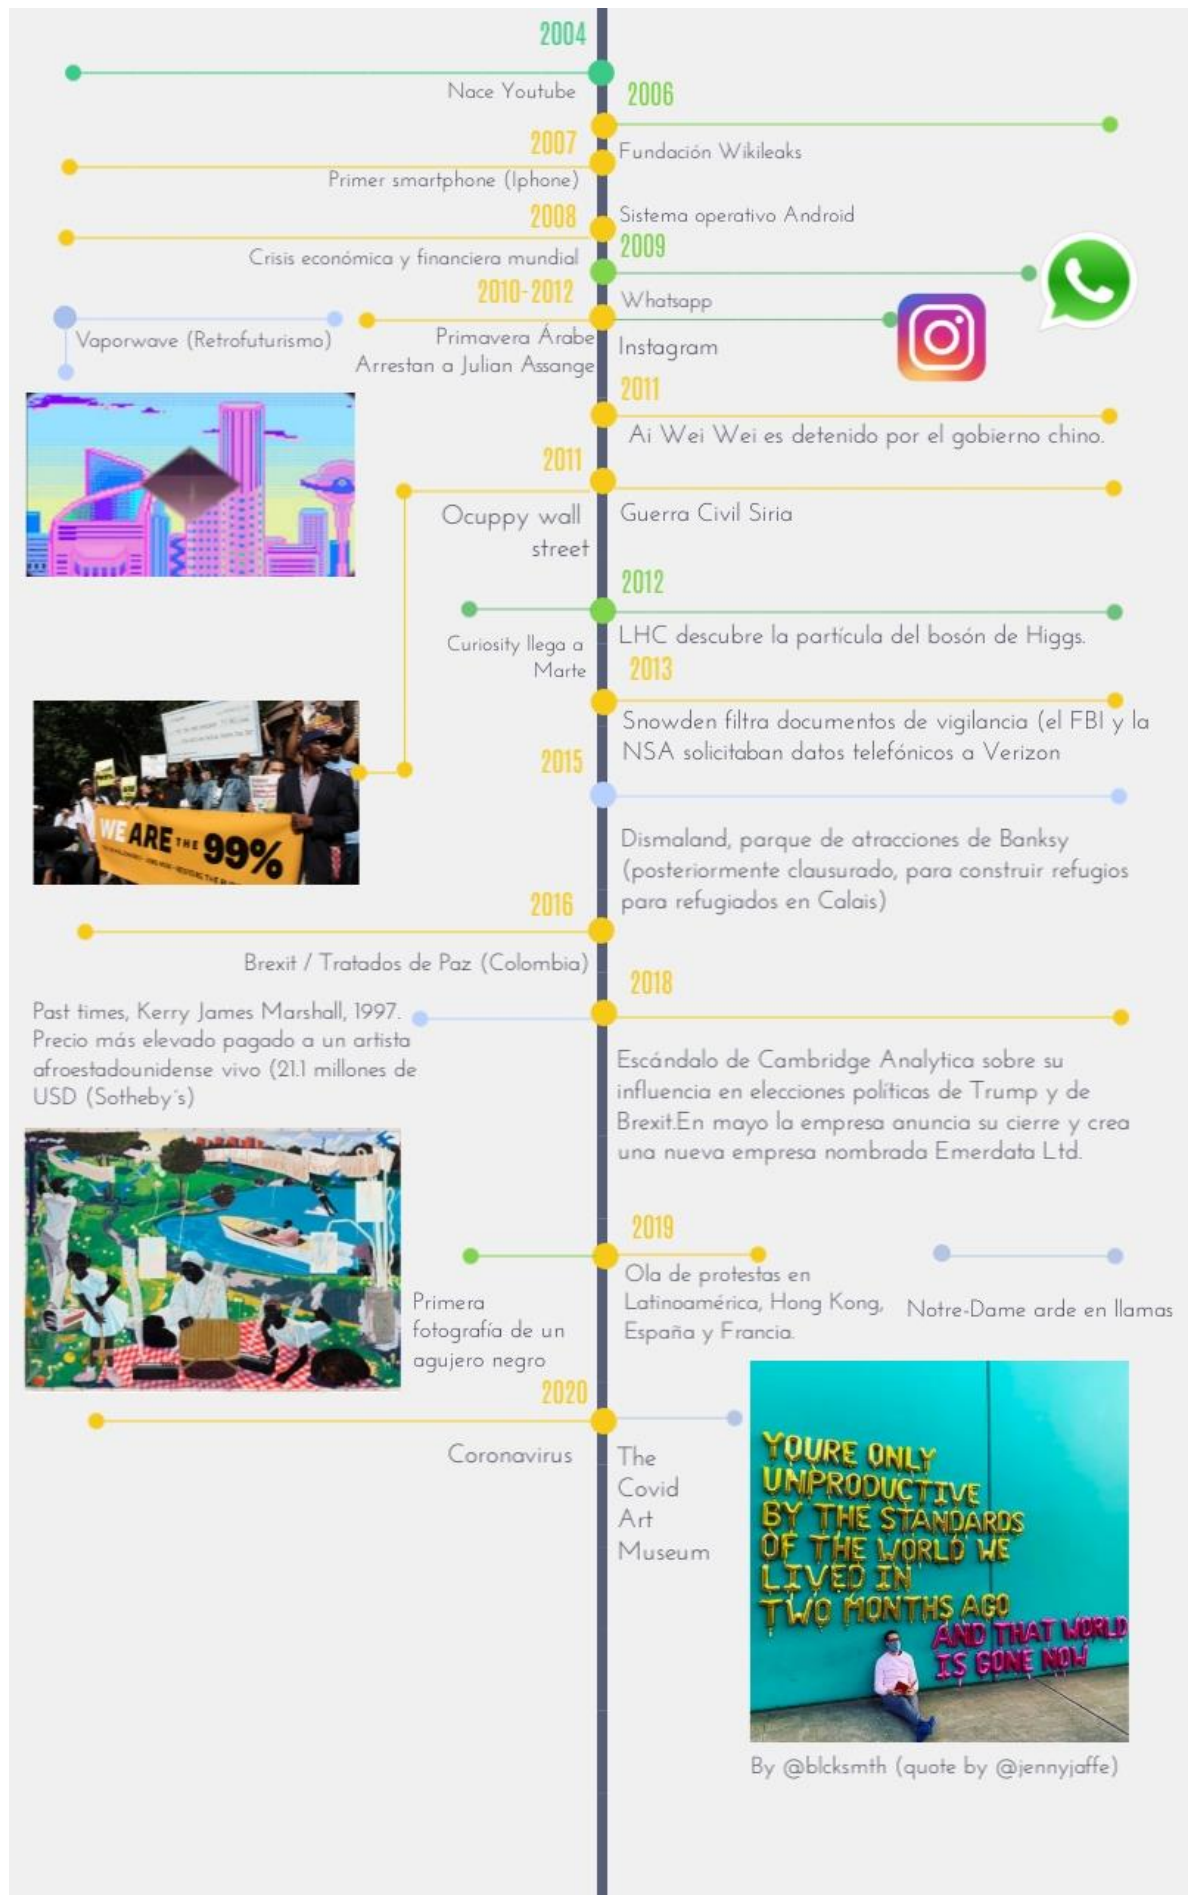 2004
Nace Youtube
2006
Fundación Wikileaks
2007
Primer smartphone (Iphone)
2008
Sistema operativo Android
Crisis económica y financiera mundial
2009
Whatsapp
2010-2012
Vaporwave (Retrofuturismo)
Primavera Árabe
Arrestan a Julian Assange
Instagram
2011
Ai Wei Wei es detenido por el gobierno chino.
2011
Ocuppy wall
street
Guerra Civil Siria
2012
Curiosity llega a
Marte
LHC descubre la partícula del bosón de Higgs.
2013
Snowden filtra documentos de vigilancia (el FBI y la
NSA solicitaban datos telefónicos a Verizon
WE ARE THE 99%
2015
Dismaland, parque de atracciones de Banksy
(posteriormente clausurado, para construir refugios
para refugiados en Calais)
2016
Brexit / Tratados de Paz (Colombia)
2018
Past times, Kerry James Marshall, 1997.
Precio más elevado pagado a un artista
afroestadounidense vivo (21.1 millones de
USD (Sotheby´s)
Escándalo de Cambridge Analytica sobre su
influencia en elecciones políticas de Trump y de
Brexit.En mayo la empresa anuncia su cierre y crea
una nueva empresa nombrada Emerdata Ltd.
2019
Primera
fotografía de un
agujero negro
Ola de protestas en
Latinoamérica, Hong Kong,
España y Francia.
Notre-Dame arde en llamas
2020
Coronavirus
The
Covid
Art
Museum
YOURE ONLY
UNPRODUCTIVE
BY THE STANDARDS
OF THE WORLD WE
LIVED IN
TWO MONTHS AGO
AND THAT WORLD
IS GONE NOW
By @blcksmth (quote by @jennyjaffe)